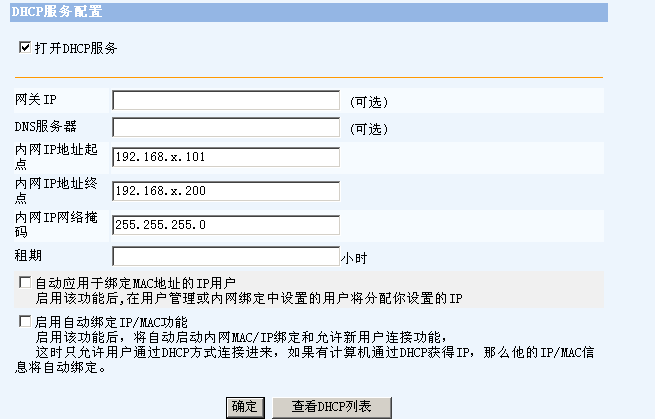 DHCP服务配置
打开DHCP服务
网关IP (可选)
DNS服务器 (可选)
内网IP地址起
点 192.168.x.101
内网IP地址终
点 192.168.x.200
内网IP网络掩
码 255.255.255.0
租期 小时
自动应用于绑定MAC地址的IP用户
启用该功能后,在用户管理或内网绑定中设置的用户将分配你设置的IP
启用自动绑定IP/MAC功能
启用该功能后，将自动启动内网MAC/IP绑定和允许新用户连接功能，
这时只允许用户通过DHCP方式连接进来，如果有计算机通过DHCP获得IP，那么他的IP/MAC信
息将自动绑定。
确定 查看DHCP列表